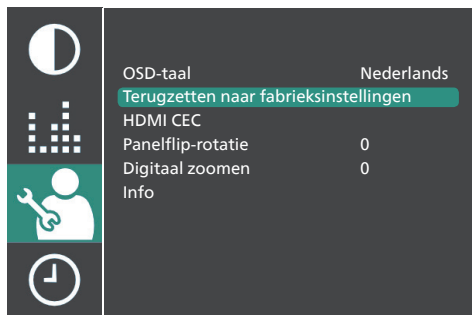 OSD-taal Nederlands
Terugzetten naar fabrieksinstellingen
HDMI CEC
Panelflip-rotatie 0
Digitaal zoomen 0
Info